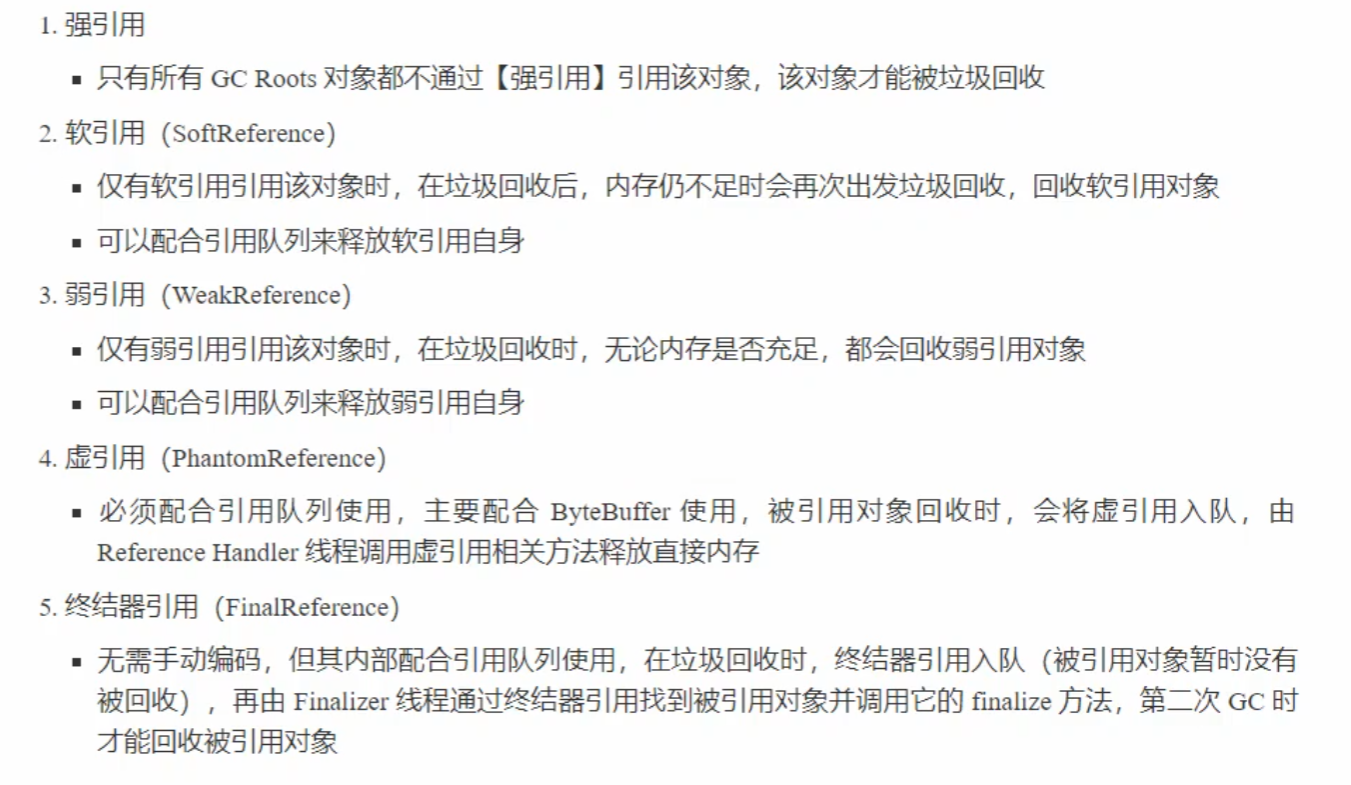 1. 强引用
▪ 只有所有 GC Roots 对象都不通过【强引用】引用该对象，该对象才能被垃圾回收
2. 软引用（SoftReference）
▪ 仅有软引用引用该对象时，在垃圾回收后，内存仍不足时会再次出发垃圾回收，回收软引用对象
▪ 可以配合引用队列来释放软引用自身
3. 弱引用（WeakReference）
▪ 仅有弱引用引用该对象时，在垃圾回收时，无论内存是否充足，都会回收弱引用对象
▪ 可以配合引用队列来释放弱引用自身
4. 虚引用（PhantomReference）
▪ 必须配合引用队列使用，主要配合 ByteBuffer 使用，被引用对象回收时，会将虚引用入队，由
Reference Handler 线程调用虚引用相关方法释放直接内存
5. 终结器引用（FinalReference）
▪ 无需手动编码，但其内部配合引用队列使用，在垃圾回收时，终结器引用入队（被引用对象暂时没有
被回收），再由 Finalizer 线程通过终结器引用找到被引用对象并调用它的 finalize 方法，第二次 GC 时
才能回收被引用对象